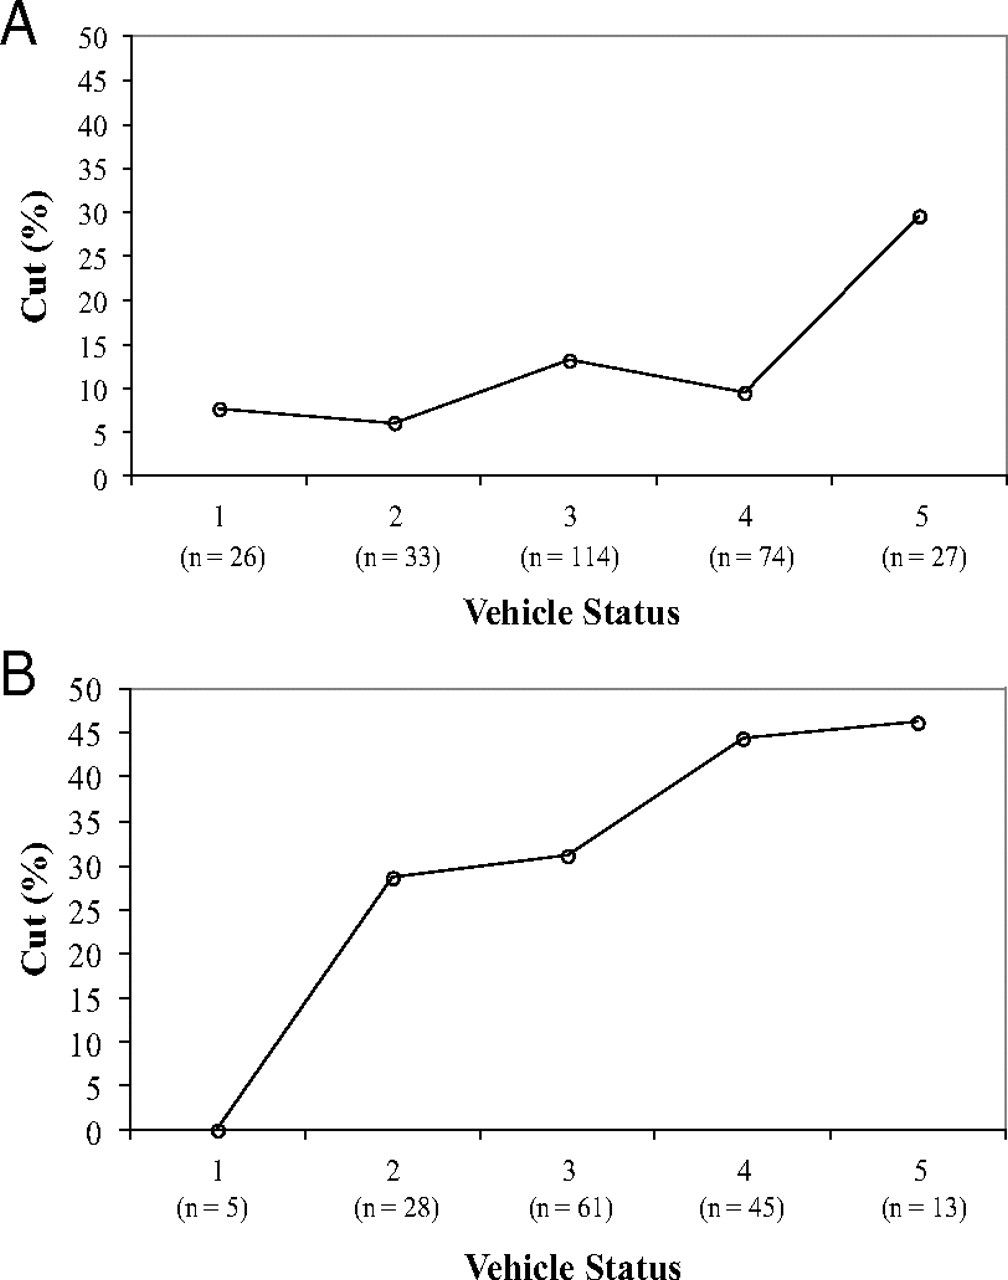 A
50
45
40
35
30
25
20
15
10
5
0
Cut (%)
1 2 3 4 5
(n = 26) (n = 33) (n = 114) (n = 74) (n = 27)
Vehicle Status
B
50
45
40
35
30
25
20
15
10
5
0
Cut (%)
1 2 3 4 5
(n = 5) (n = 28) (n = 61) (n = 45) (n = 13)
Vehicle Status